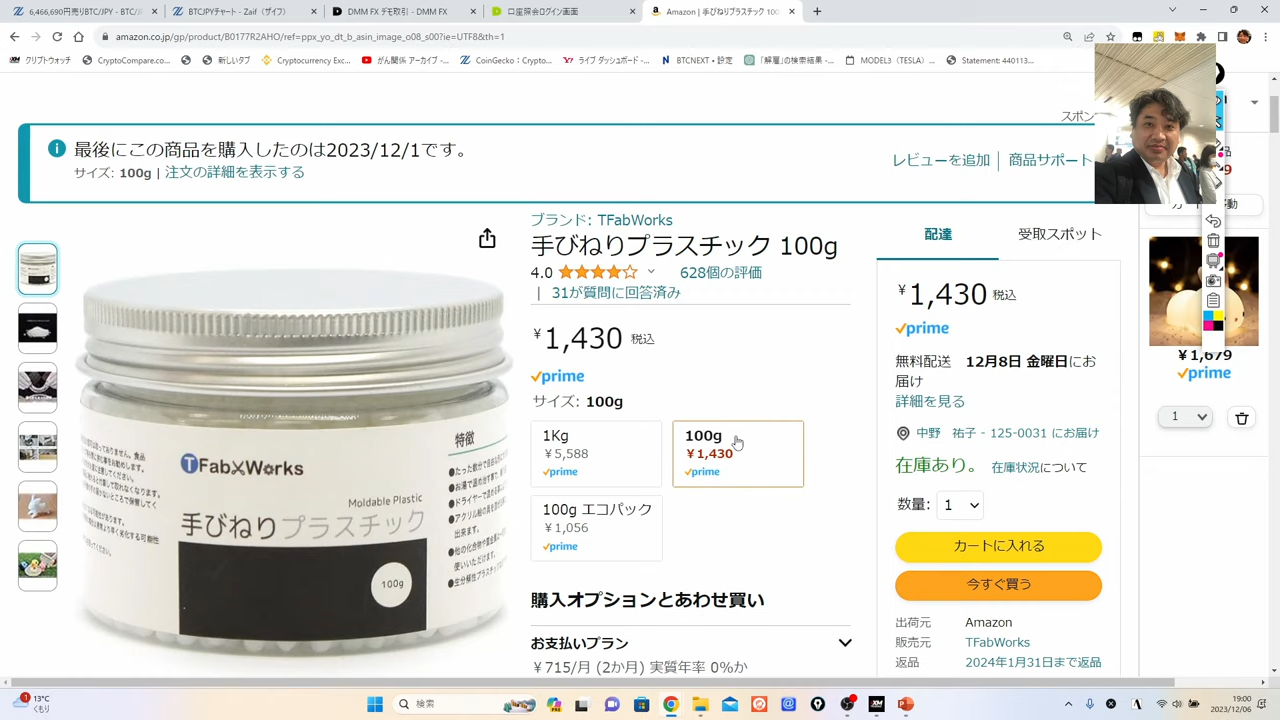 6,466,690円売り BTC/JPY - BTC/J
BTCJPYチャート - Zaif（ザイフ）
DMM FX デモ取引 - DMM FX
口座照会ログイン画面
Amazon | 手びねりプラスチック 100
amazon.co.jp/gp/product/B0177R2AHO/ref=ppx_yo_dt_b_asin_image_o08_s00?ie=UTF8&th=1
クリプトウォッチ
CryptoCompare.co...
新しいタブ
Cryptocurrency Exc...
がん関係 アーカイブ -...
CoinGecko：Crypto...
ライブ ダッシュボード -...
BTCNEXT • 設定
「解雇」の検索結果 -...
MODEL3（TESLA）...
Statement: 440113...
スポン
最後にこの商品を購入したのは2023/12/1です。
サイズ: 100g | 注文の詳細を表示する
レビューを追加
商品サポート
ブランド: TFabWorks
手びねりプラスチック 100g
4.0
628個の評価
| 31が質問に回答済み
¥1,430 税込
prime
サイズ: 100g
1Kg
¥5,588
prime
100g
¥1,430
prime
100g エコパック
¥1,056
prime
購入オプションとあわせ買い
お支払いプラン
¥715/月 (2か月) 実質年率 0%か
TFabWorks
Moldable Plastic
手びねりプラスチック
100g
特徴
配達
受取スポット
¥1,430 税込
prime
無料配送 12月8日 金曜日にお
届け
詳細を見る
中野 祐子 - 125-0031 にお届け
在庫あり。 在庫状況について
数量: 1
カートに入れる
今すぐ買う
出荷元 Amazon
販売元 TFabWorks
返品 2024年1月31日まで返品
¥1,679
prime
1
1
13°C
くもり
検索
19:00
2023/12/06